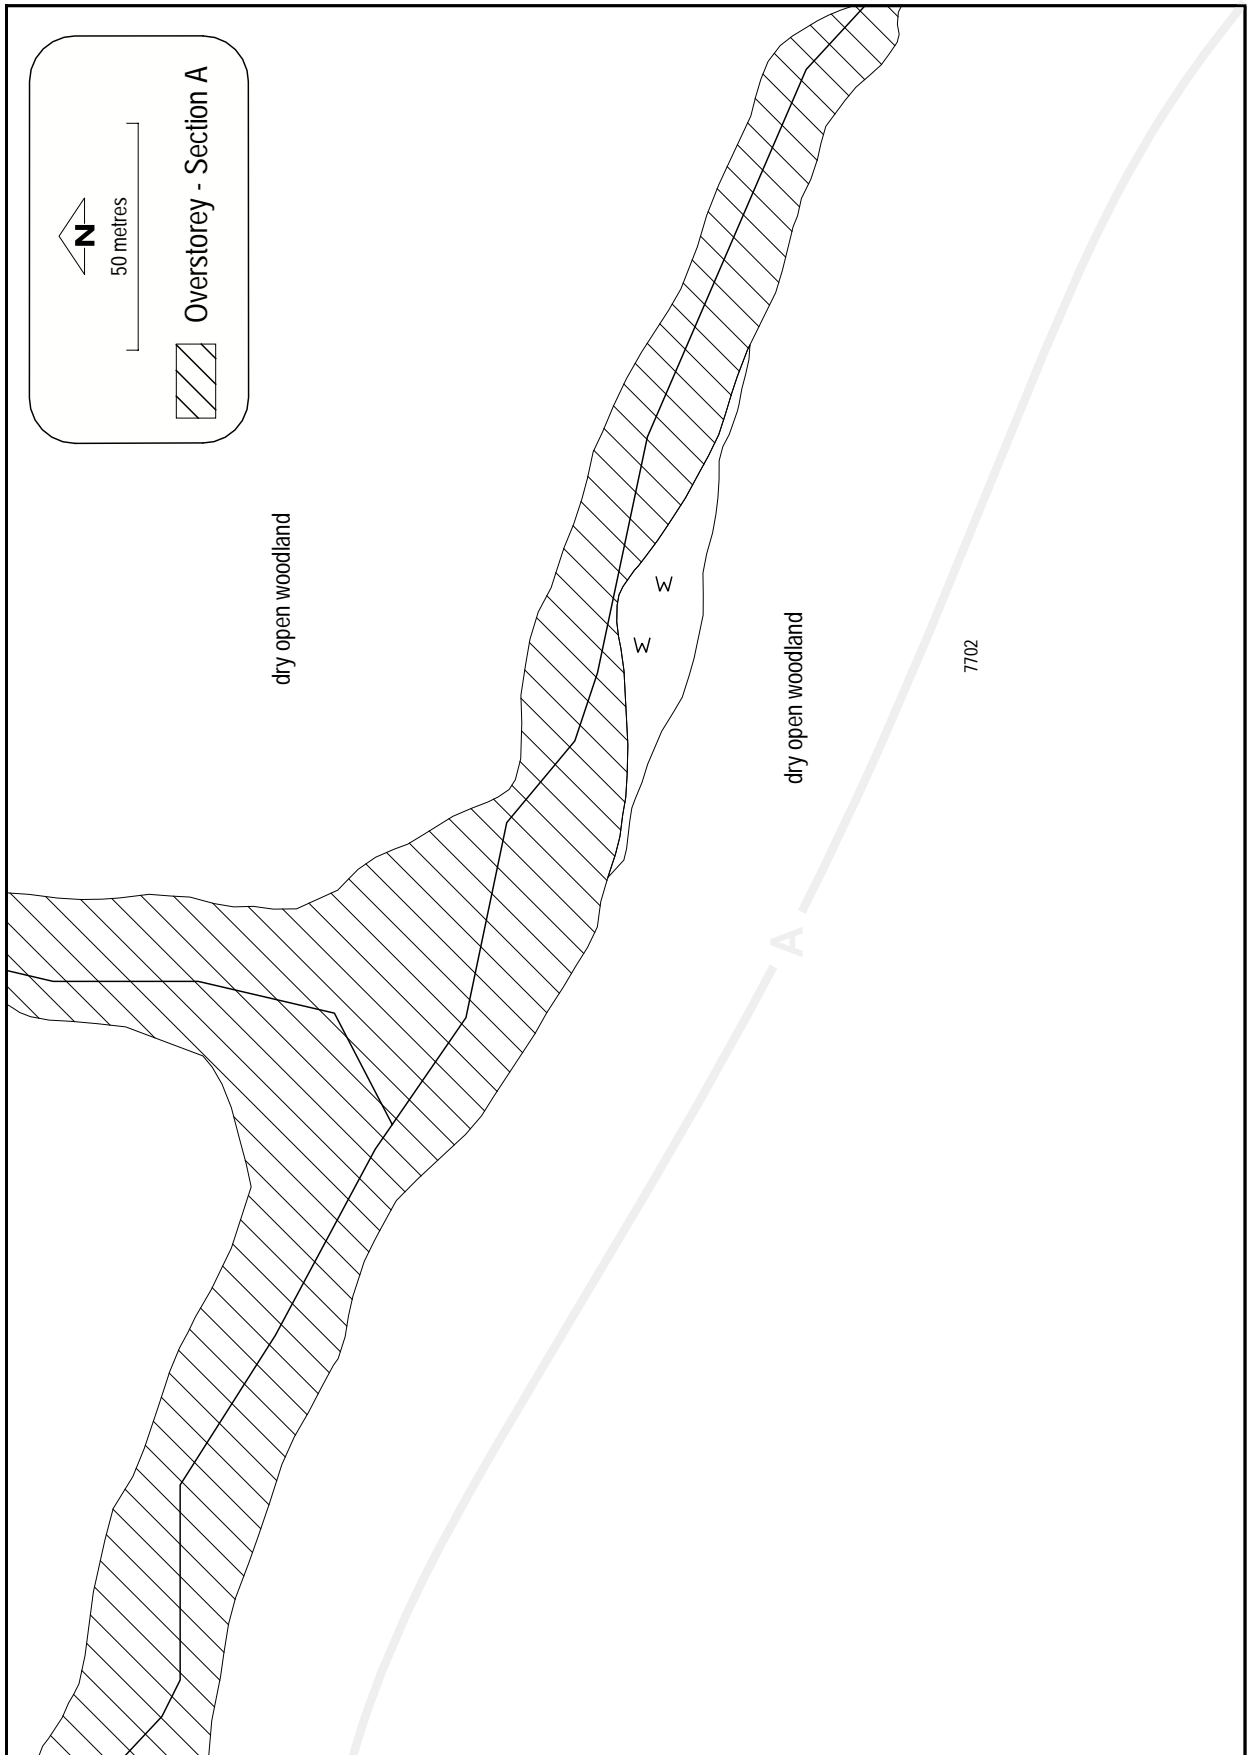 N
50 metres
Overstorey - Section A
dry open woodland
W
W
dry open woodland
7702
A